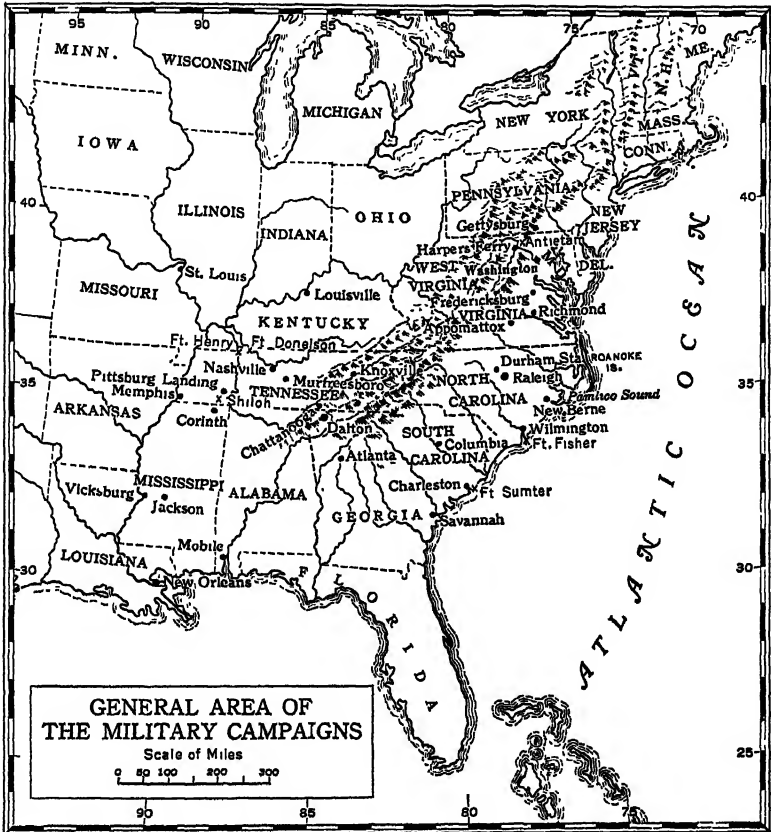 95 90 85 80 75 70
MINN.
WISCONSIN
MICHIGAN
ME.
N. H.
VT.
NEW YORK
MASS.
CONN.
IOWA
PENNSYLVANIA
40 40
ILLINOIS
INDIANA
OHIO
Gettysburg
NEW
JERSEY
Harpers Ferry
Antietam
WEST
VIRGINIA
Washington
DEL.
St. Louis
MISSOURI
Louisville
Fredericksburg
VIRGINIA
Richmond
KENTUCKY
Appomattox
Ft. Henry
Ft Donelson
Nashville
Knoxville
Durham Sta.
ROANOKE
IS.
35 35
Pittsburg Landing
Murfreesboro
NORTH
CAROLINA
Raleigh
Pamlico Sound
Memphis
TENNESSEE
Shiloh
New Berne
ARKANSAS
Corinth
Chattanooga
Dalton
SOUTH
CAROLINA
Wilmington
Ft. Fisher
Columbia
Atlanta
MISSISSIPPI
ALABAMA
Charleston
Ft Sumter
Vicksburg
Jackson
GEORGIA
Savannah
LOUISIANA
Mobile
30 30
New Orleans
FLORIDA
ATLANTIC OCEAN
GENERAL AREA OF
THE MILITARY CAMPAIGNS
Scale of Miles
0 50 100 200 300
25
90 85 80 75